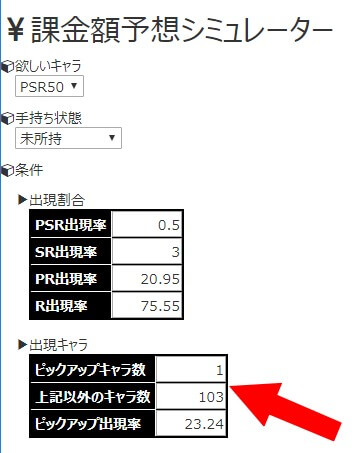 ¥課金額予想シミュレーター
欲しいキャラ
PSR50
手持ち状態
未所持
条件
▶出現割合
PSR出現率 0.5
SR出現率 3
PR出現率 20.95
R出現率 75.55
▶出現キャラ
ピックアップキャラ数 1
上記以外のキャラ数 103
ピックアップ出現率 23.24